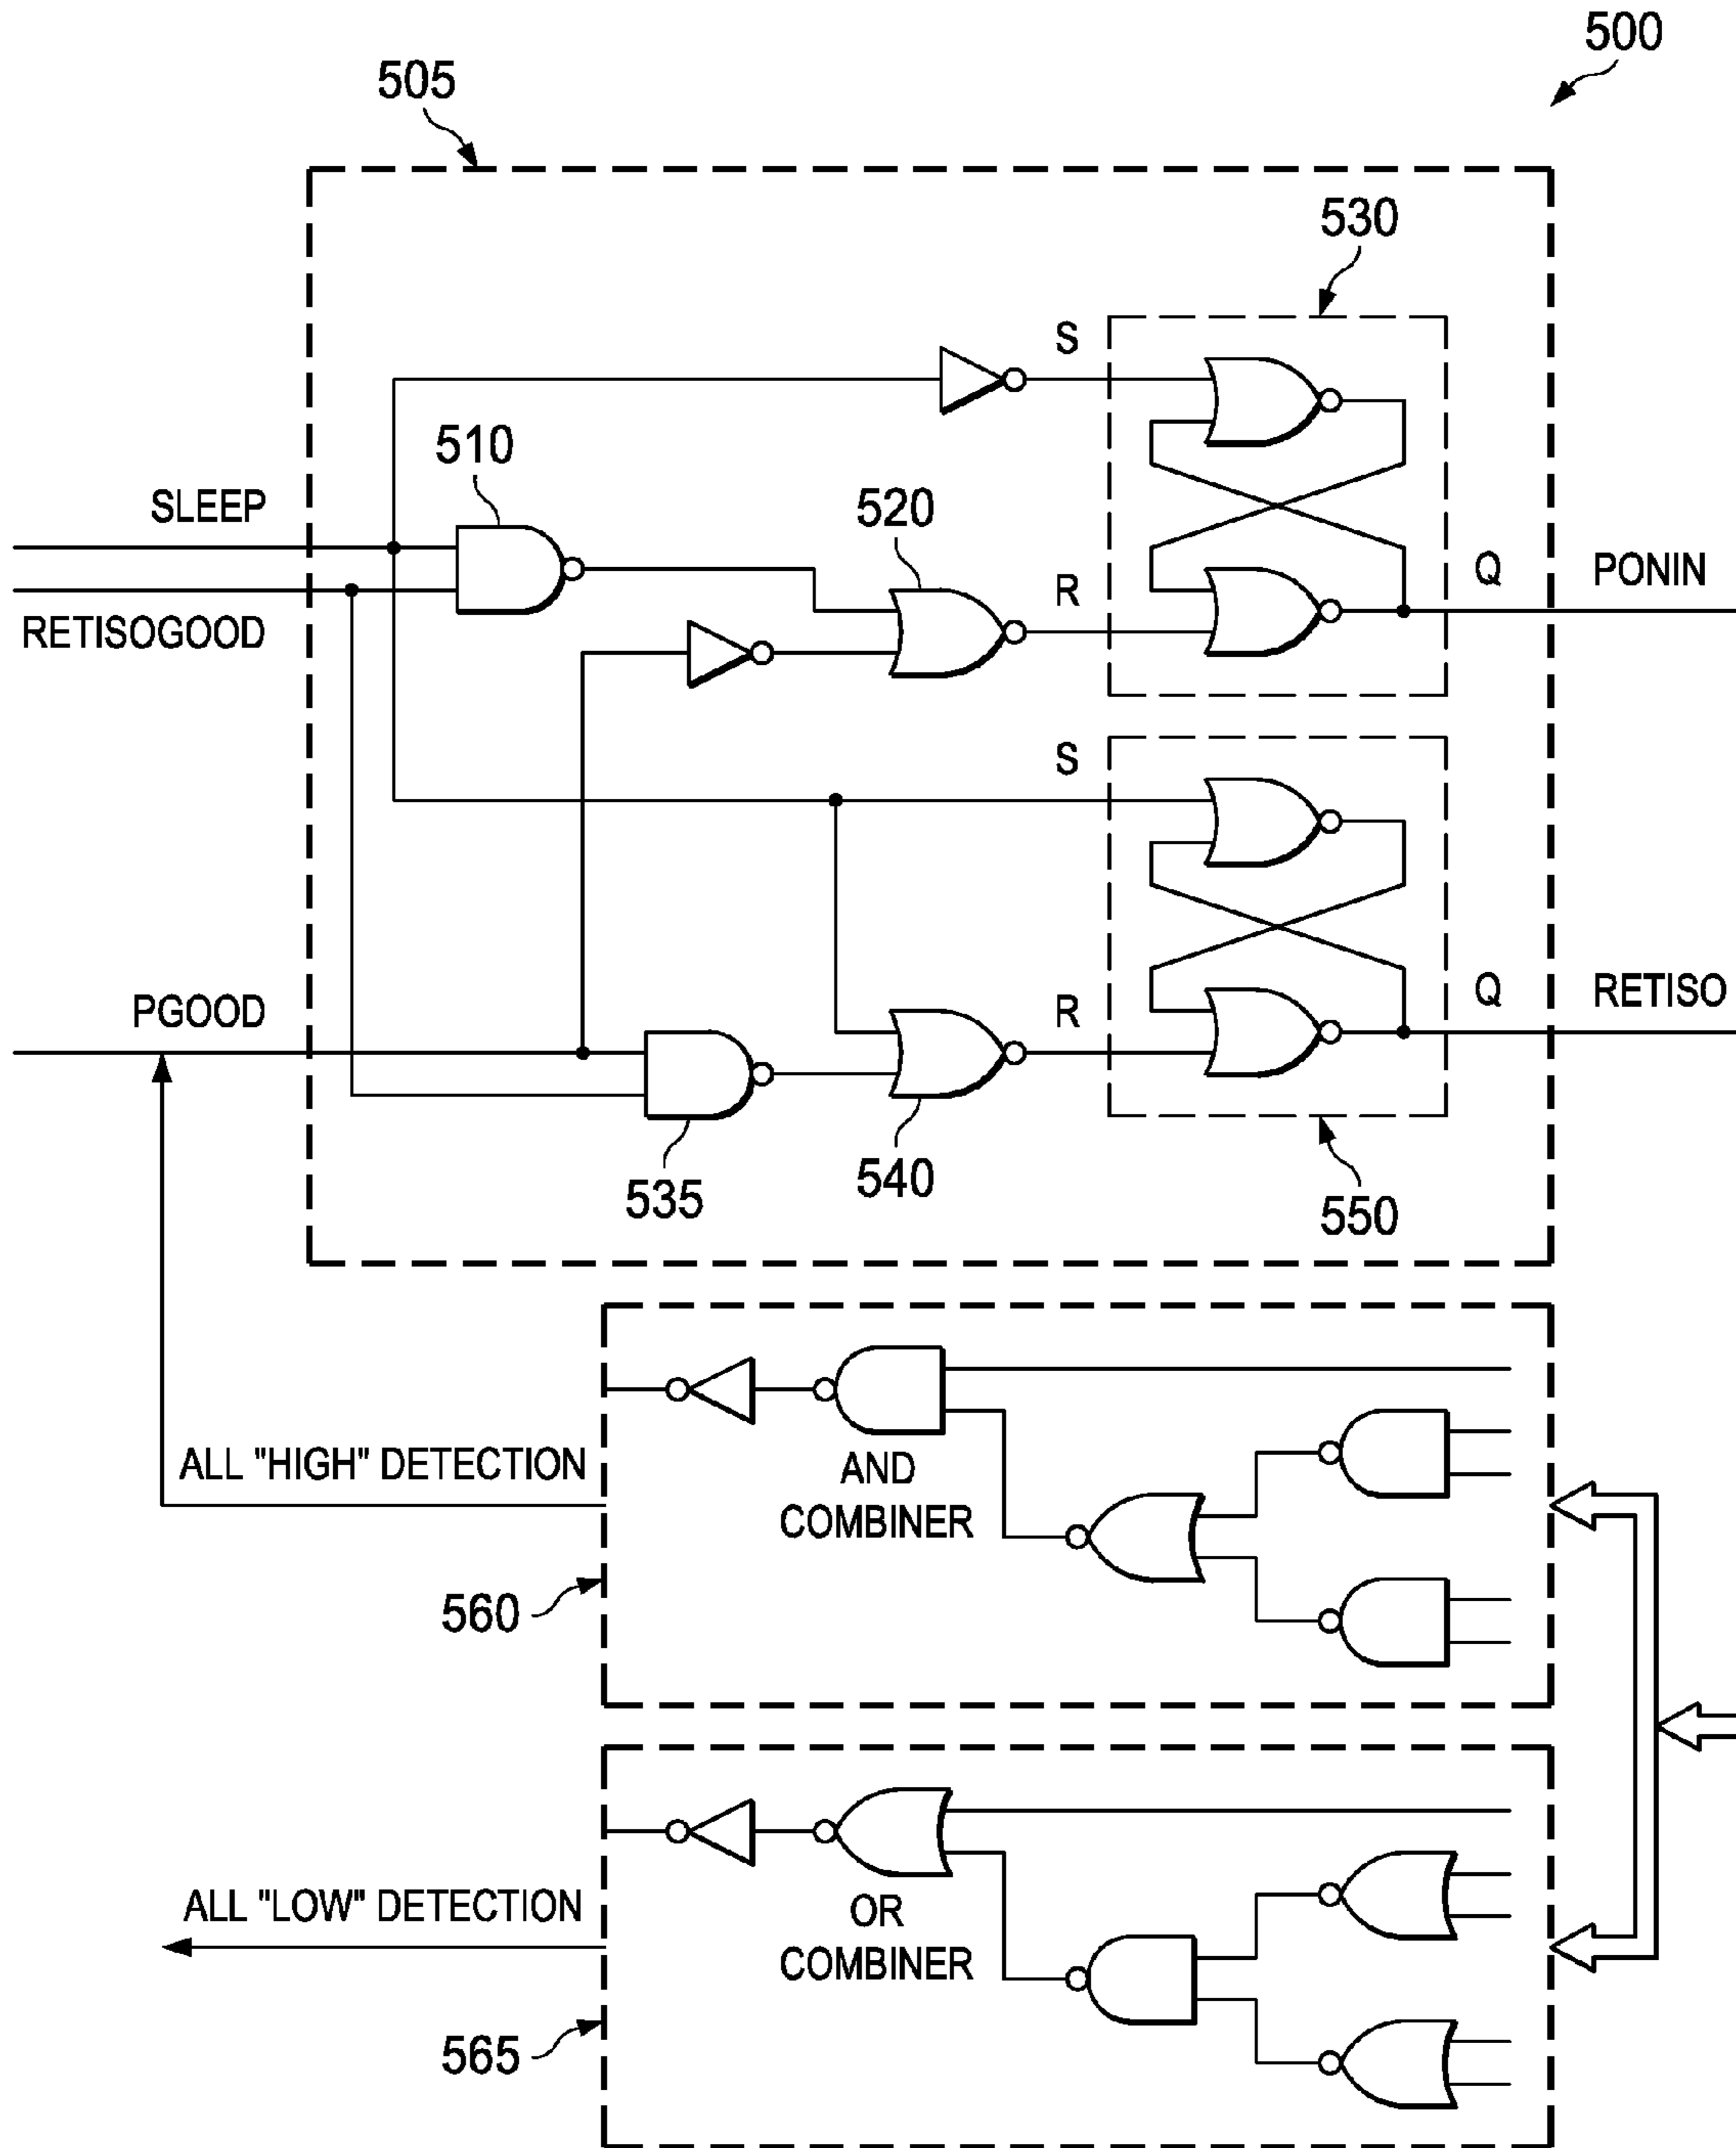 500
505
530
S
510
SLEEP
520
R
Q
PONIN
RETISOGOOD
S
PGOOD
R
Q
RETISO
535
540
550
ALL "HIGH" DETECTION
AND
COMBINER
560
ALL "LOW" DETECTION
OR
COMBINER
565